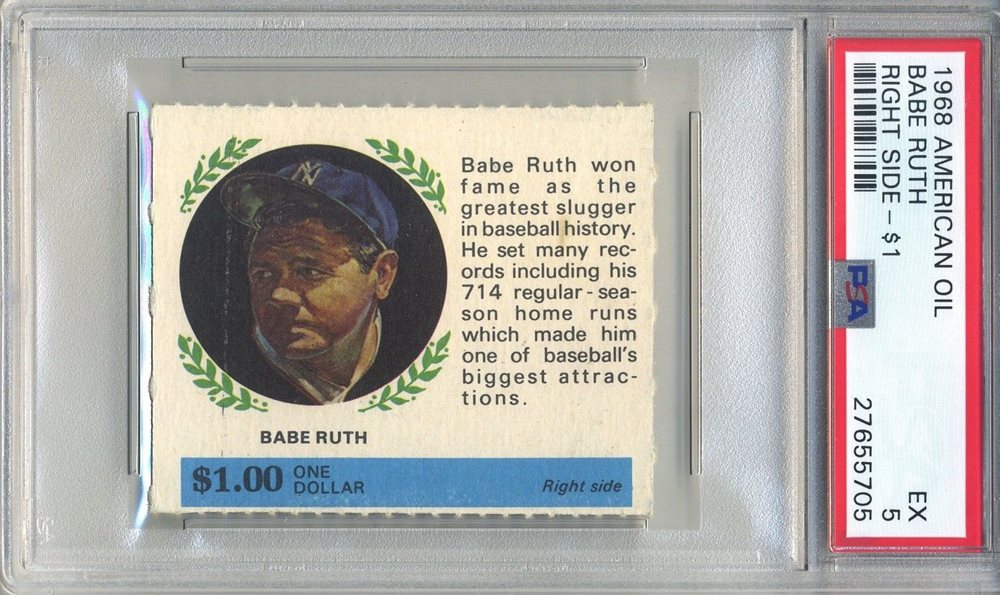 Babe Ruth won
fame as the
greatest slugger
in baseball history.
He set many rec-
ords including his
714 regular-sea-
son home runs
which made him
one of baseball's
biggest attrac-
tions.
BABE RUTH
$1.00 ONE DOLLAR
Right side
1968 AMERICAN OIL
BABE RUTH
RIGHT SIDE - $1
EX
5
27655705
PSA
NY